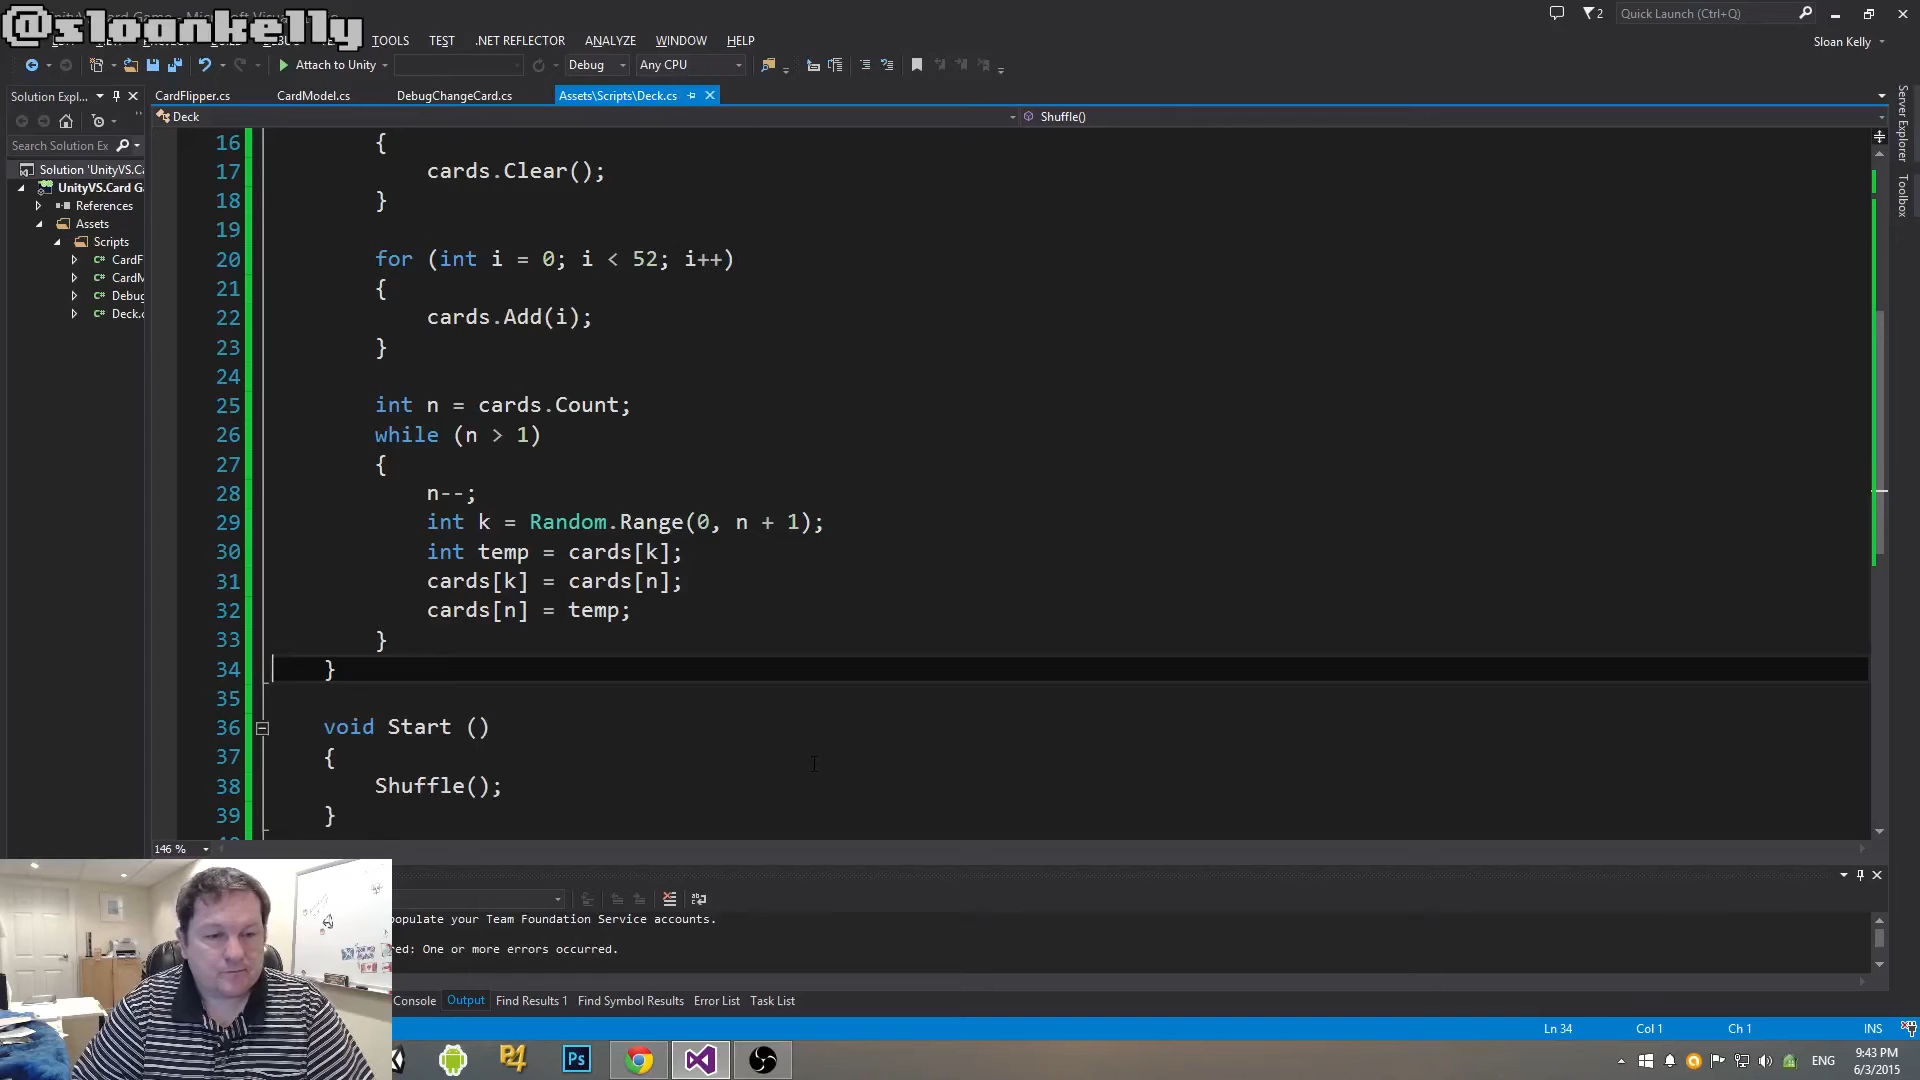 @sloankelly
TOOLS TEST .NET REFLECTOR ANALYZE WINDOW HELP
2
Quick Launch (Ctrl+Q)
Sloan Kelly
Attach to Unity
Debug
Any CPU
Solution Expl...
CardFlipper.cs
CardModel.cs
DebugChangeCard.cs
Assets\Scripts\Deck.cs
Deck
Shuffle()
Search Solution Ex
Solution 'UnityVS.Ca
UnityVS.Card G
References
Assets
Scripts
CardF
CardM
Debug
Deck.c
Server Explorer
Toolbox
16 {
17 cards.Clear();
18 }
19
20 for (int i = 0; i < 52; i++)
21 {
22 cards.Add(i);
23 }
24
25 int n = cards.Count;
26 while (n > 1)
27 {
28 n--;
29 int k = Random.Range(0, n + 1);
30 int temp = cards[k];
31 cards[k] = cards[n];
32 cards[n] = temp;
33 }
34 }
35
36 void Start ()
37 {
38 Shuffle();
39 }
146 %
populate your Team Foundation Service accounts.
red: One or more errors occurred.
Console Output Find Results 1 Find Symbol Results Error List Task List
Ln 34 Col 1 Ch 1 INS
Ps
ENG
9:43 PM
6/3/2015